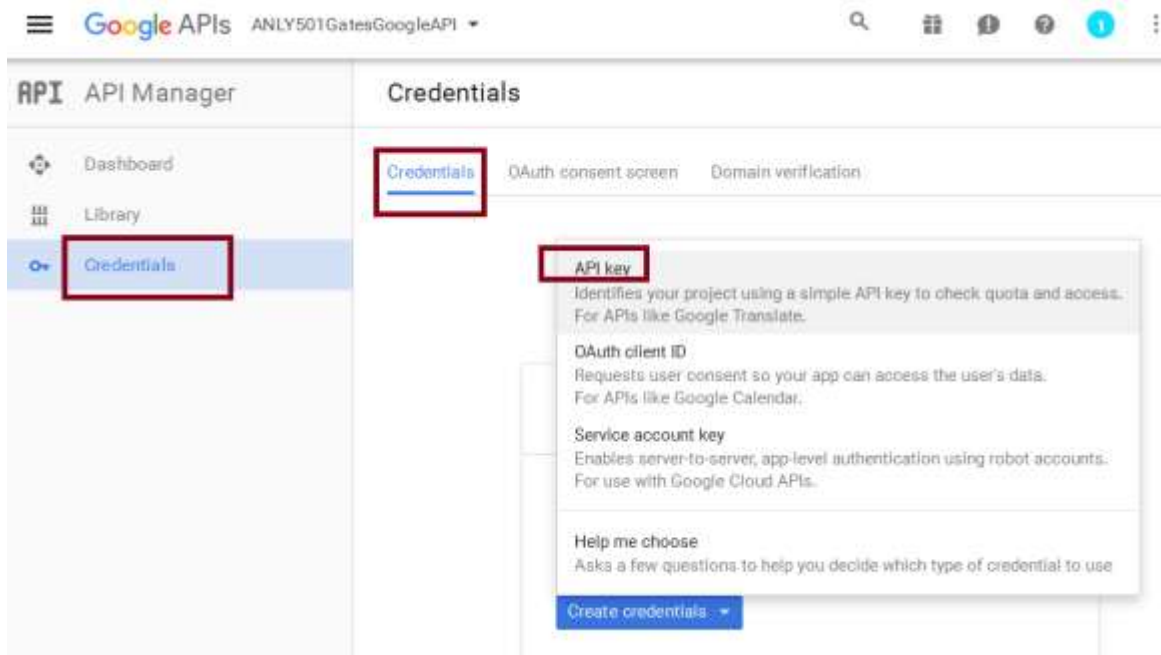 Google APIs ANLY501GatesGoogleAPI
1
API API Manager
Credentials
Dashboard
Library
Credentials
Credentials OAuth consent screen Domain verification
API key
Identifies your project using a simple API key to check quota and access.
For APIs like Google Translate.
OAuth client ID
Requests user consent so your app can access the user's data.
For APIs like Google Calendar.
Service account key
Enables server-to-server, app-level authentication using robot accounts.
For use with Google Cloud APIs.
Help me choose
Asks a few questions to help you decide which type of credential to use
Create credentials